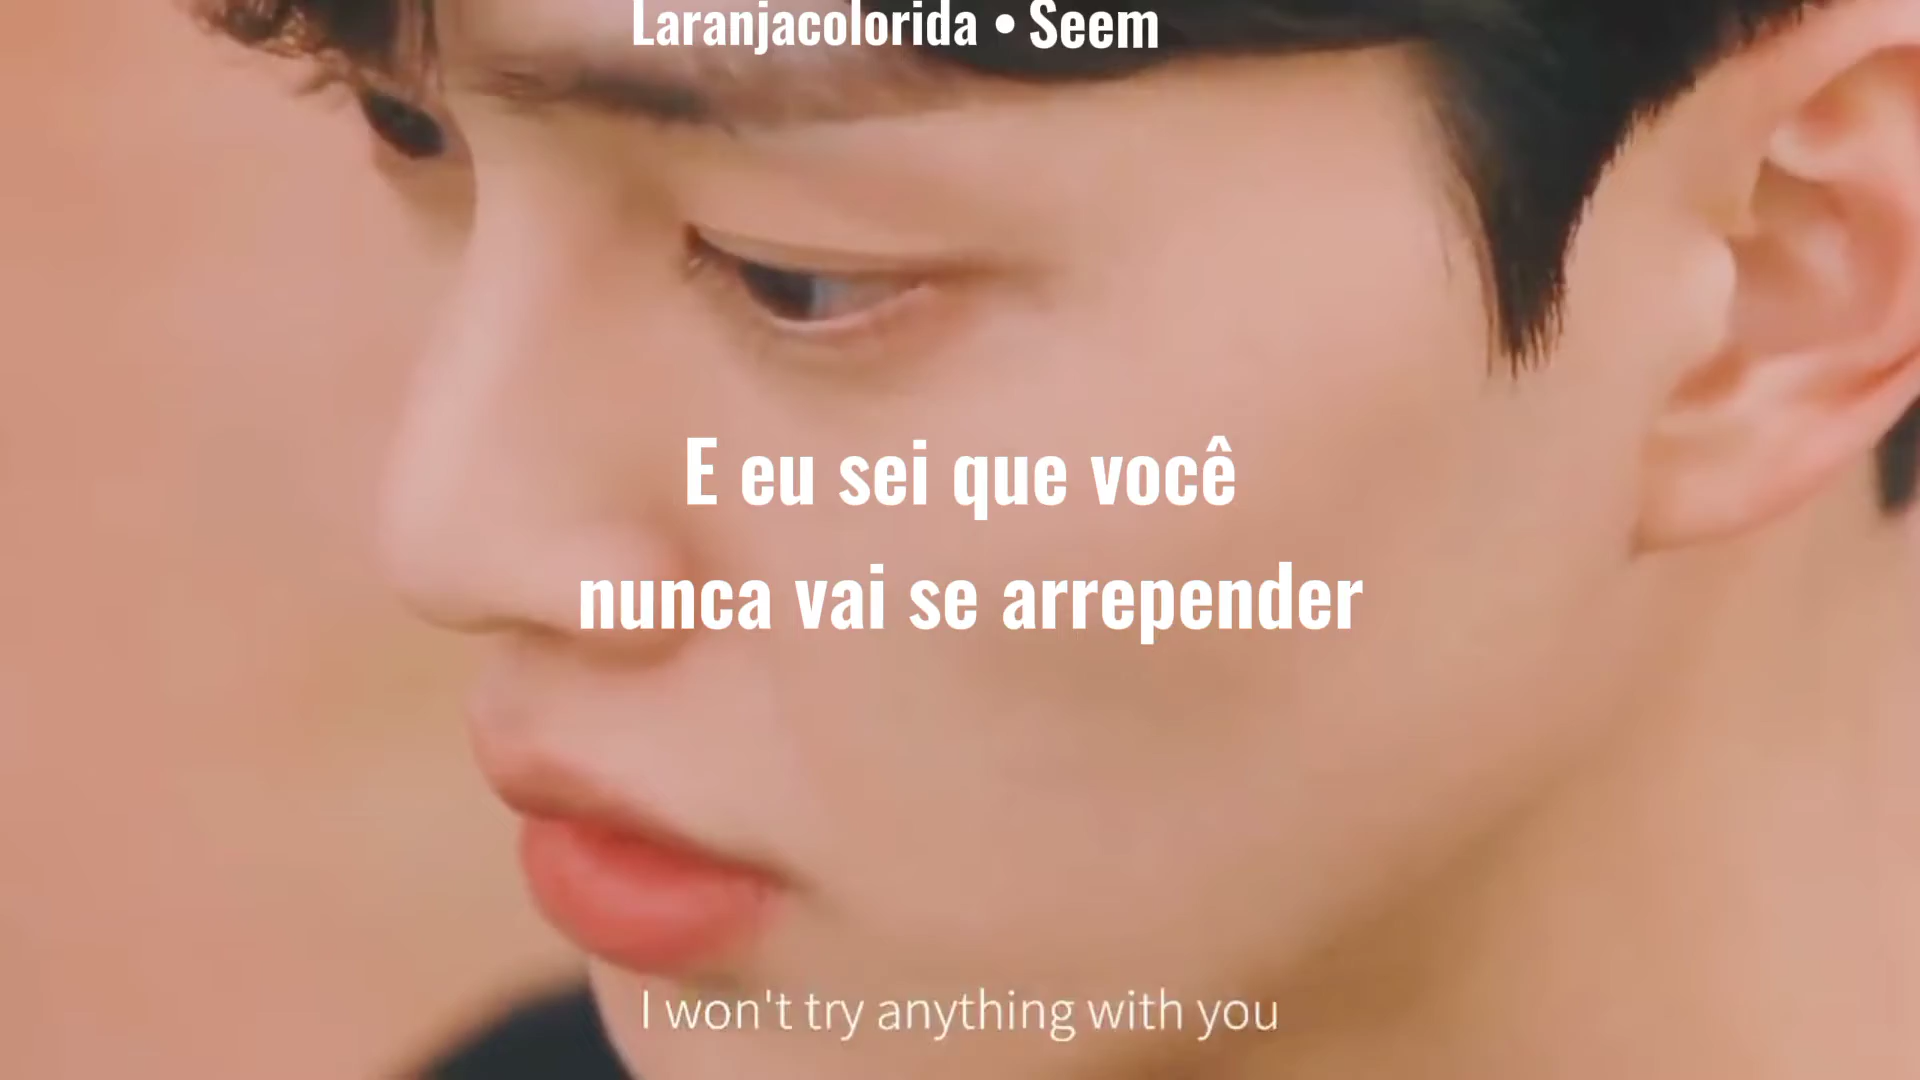 Laranjacolorida • Seem
E eu sei que você
nunca vai se arrepender
I won't try anything with you